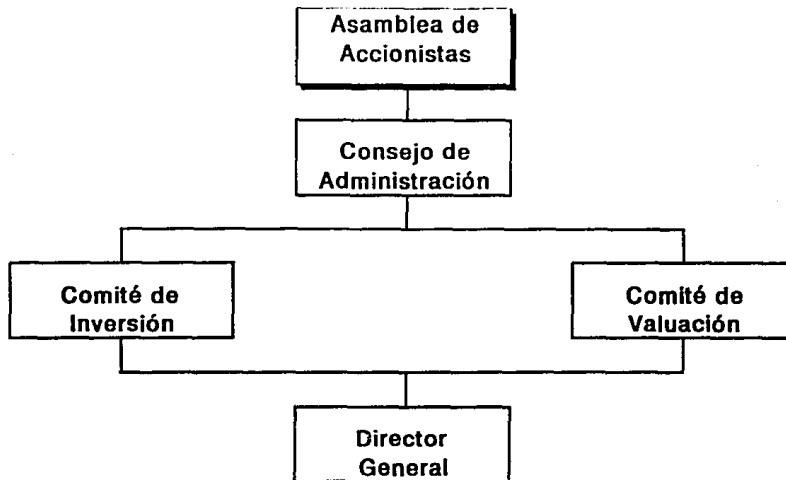 Asamblea de
Accionistas
Consejo de
Administración
Comité de
Inversión
Comité de
Valuación
Director
General